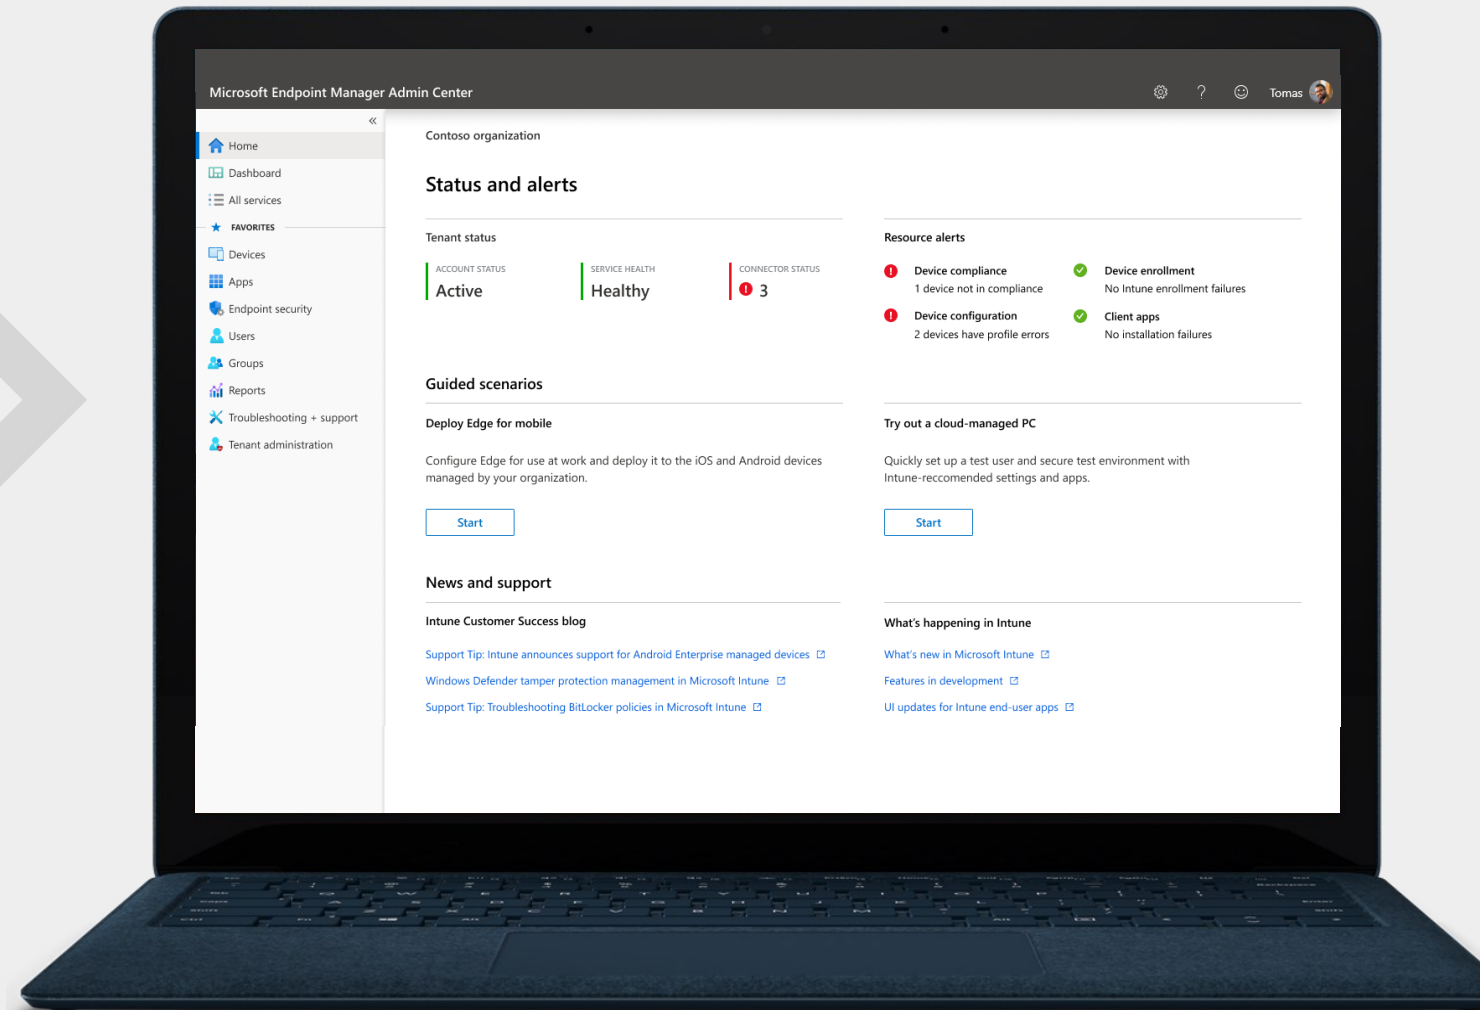 Microsoft Endpoint Manager Admin Center
?
Tomas
«
Home
Dashboard
All services
FAVORITES
Devices
Apps
Endpoint security
Users
Groups
Reports
Troubleshooting + support
Tenant administration
Contoso organization
Status and alerts
Tenant status
ACCOUNT STATUS
Active
SERVICE HEALTH
Healthy
CONNECTOR STATUS
3
Resource alerts
Device compliance
1 device not in compliance
Device enrollment
No Intune enrollment failures
Device configuration
2 devices have profile errors
Client apps
No installation failures
Guided scenarios
Deploy Edge for mobile
Configure Edge for use at work and deploy it to the iOS and Android devices
managed by your organization.
Start
Try out a cloud-managed PC
Quickly set up a test user and secure test environment with
Intune-reccomended settings and apps.
Start
News and support
Intune Customer Success blog
Support Tip: Intune announces support for Android Enterprise managed devices
Windows Defender tamper protection management in Microsoft Intune
Support Tip: Troubleshooting BitLocker policies in Microsoft Intune
What's happening in Intune
What's new in Microsoft Intune
Features in development
UI updates for Intune end-user apps